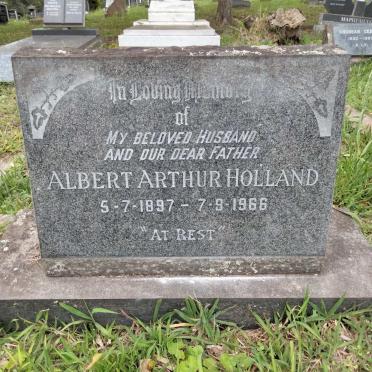 In Loving Memory
of
MY BELOVED HUSBAND
AND OUR DEAR FATHER
ALBERT ARTHUR HOLLAND
5-7-1897 - 7-9-1966
"AT REST"